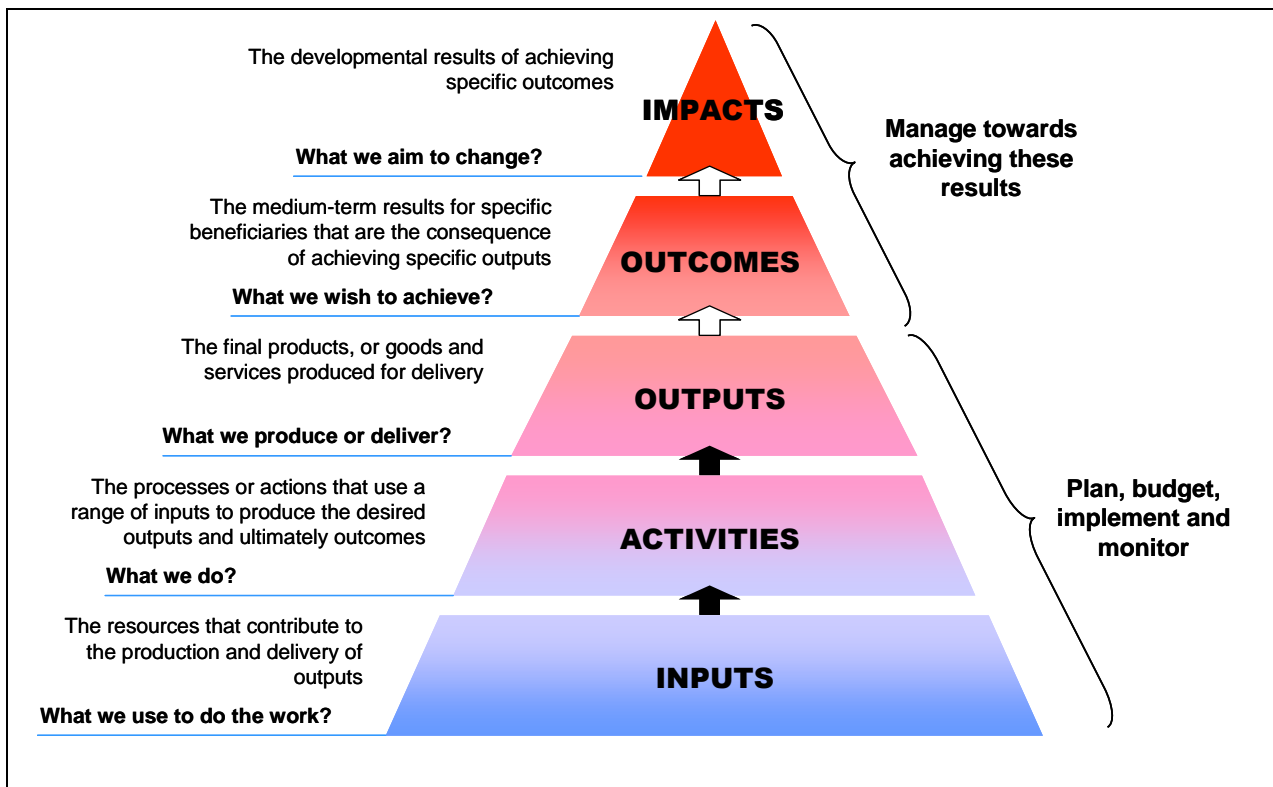 The developmental results of achieving
specific outcomes
IMPACTS
What we aim to change?
Manage towards
achieving these
results
The medium-term results for specific
beneficiaries that are the consequence
of achieving specific outputs
OUTCOMES
What we wish to achieve?
The final products, or goods and
services produced for delivery
OUTPUTS
What we produce or deliver?
The processes or actions that use a
range of inputs to produce the desired
outputs and ultimately outcomes
ACTIVITIES
What we do?
Plan, budget,
implement and
monitor
The resources that contribute to
the production and delivery of
outputs
INPUTS
What we use to do the work?